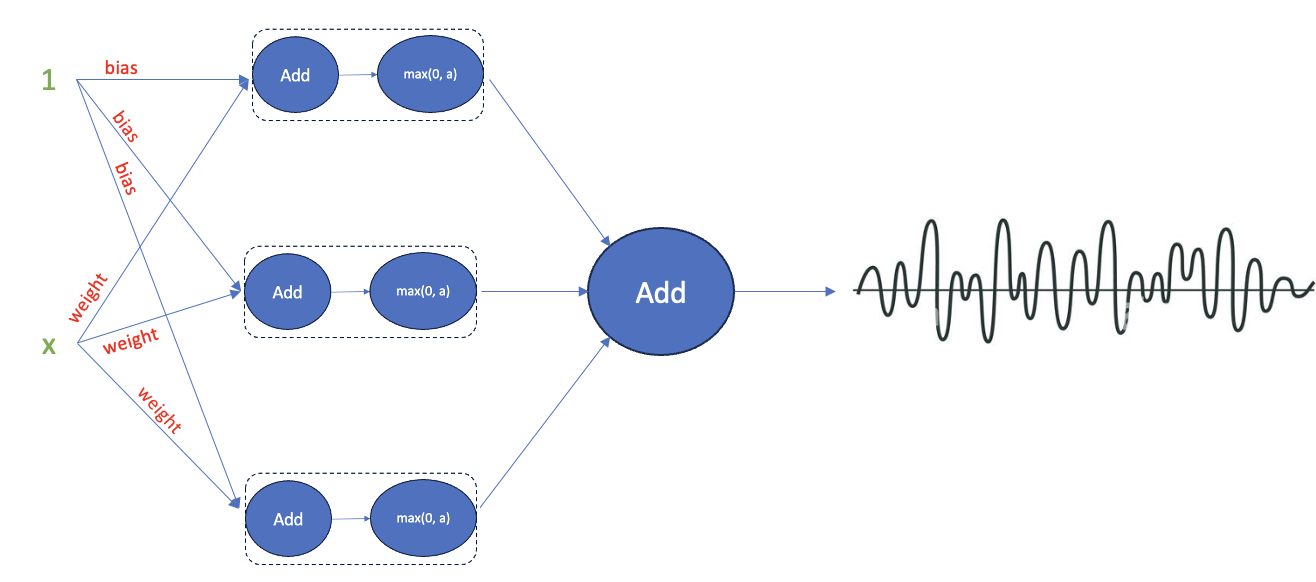 1
bias
Add
max(0, a)
bias
bias
weight
Add
max(0, a)
Add
x
weight
weight
Add
max(0, a)